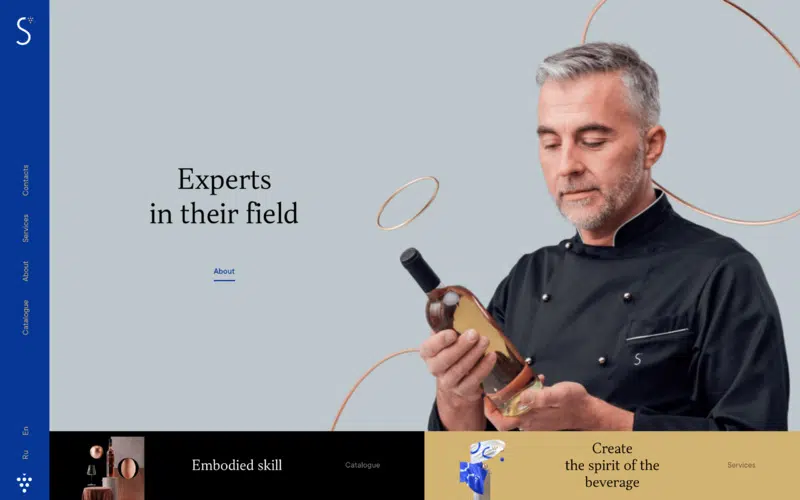 S
Contacts
Services
About
Catalogue
En
Ru
Experts
in their field
About
S
Embodied skill
Catalogue
Create
the spirit of the
beverage
Services